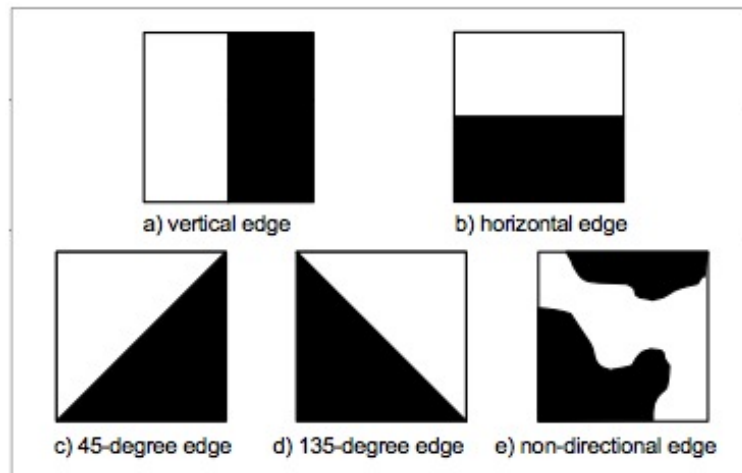 a) vertical edge
b) horizontal edge
c) 45-degree edge
d) 135-degree edge
e) non-directional edge